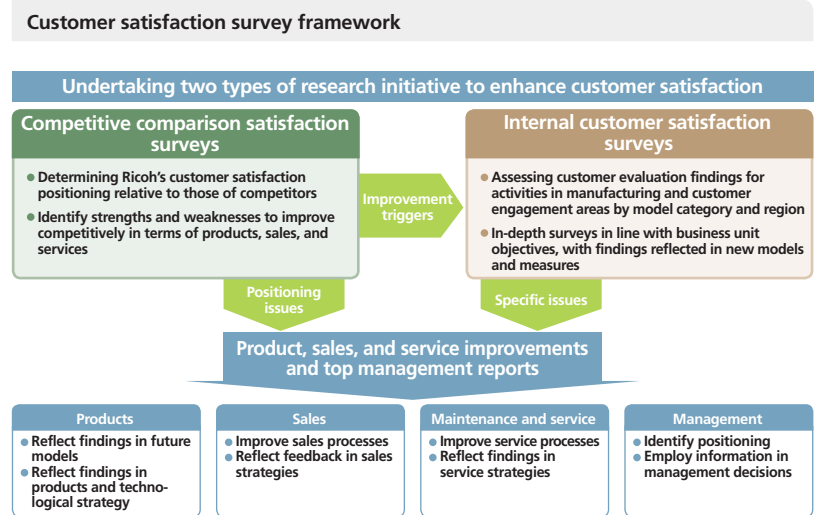 Customer satisfaction survey framework
Undertaking two types of research initiative to enhance customer satisfaction
Competitive comparison satisfaction
surveys
● Determining Ricoh's customer satisfaction
positioning relative to those of competitors
● Identify strengths and weaknesses to improve
competitively in terms of products, sales, and
services
Improvement
triggers
Internal customer satisfaction
surveys
● Assessing customer evaluation findings for
activities in manufacturing and customer
engagement areas by model category and region
● In-depth surveys in line with business unit
objectives, with findings reflected in new models
and measures
Positioning
issues
Specific issues
Product, sales, and service improvements
and top management reports
Products
● Reflect findings in future
models
● Reflect findings in
products and techno-
logical strategy
Sales
● Improve sales processes
● Reflect feedback in sales
strategies
Maintenance and service
● Improve service processes
● Reflect findings in
service strategies
Management
● Identify positioning
● Employ information in
management decisions